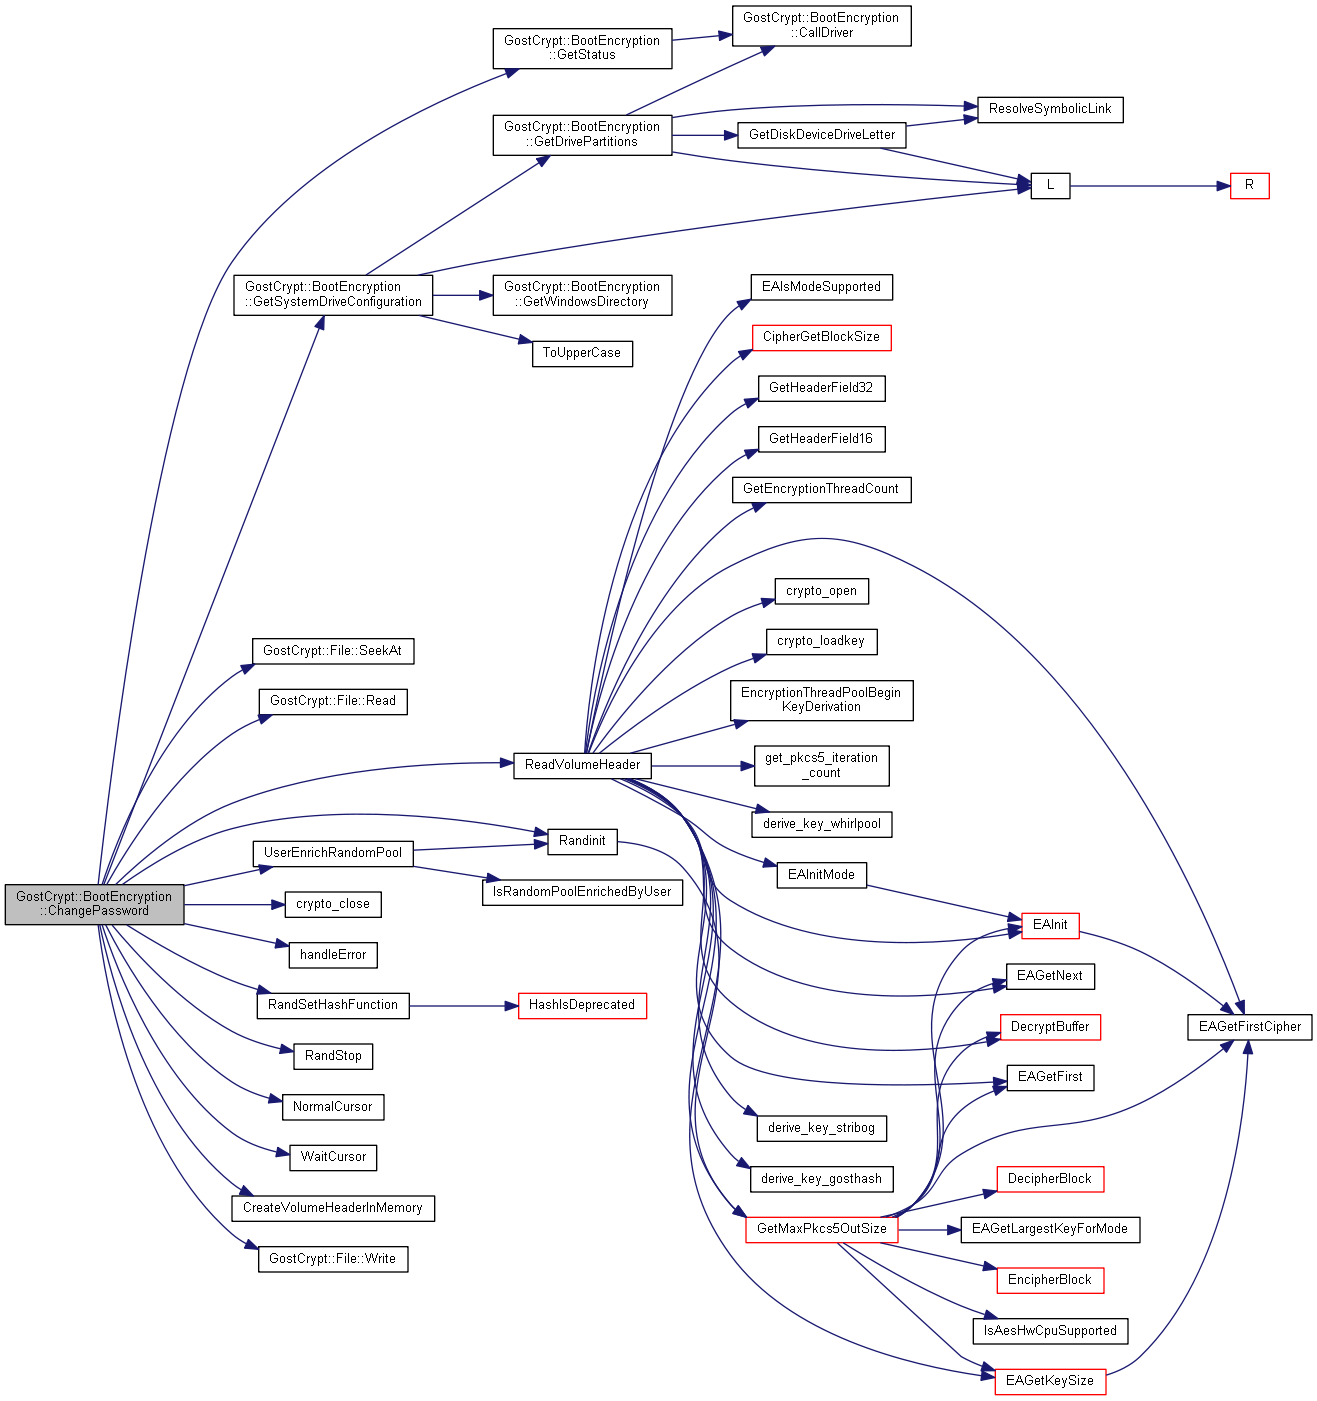 GostCrypt::BootEncryption
::CallDriver
GostCrypt::BootEncryption
::GetStatus
ResolveSymbolicLink
GostCrypt::BootEncryption
::GetDrivePartitions
GetDiskDeviceDriveLetter
L
R
GostCrypt::BootEncryption
::GetSystemDriveConfiguration
GostCrypt::BootEncryption
::GetWindowsDirectory
EAIsModeSupported
CipherGetBlockSize
ToUpperCase
GetHeaderField32
GetHeaderField16
GetEncryptionThreadCount
crypto_open
GostCrypt::File::SeekAt
crypto_loadkey
GostCrypt::File::Read
EncryptionThreadPoolBegin
KeyDerivation
ReadVolumeHeader
get_pkcs5_iteration
_count
derive_key_whirlpool
Randinit
UserEnrichRandomPool
EAInitMode
IsRandomPoolEnrichedByUser
GostCrypt::BootEncryption
::ChangePassword
crypto_close
EAInit
handleError
EAGetNext
RandSetHashFunction
HashIsDeprecated
DecryptBuffer
EAGetFirstCipher
RandStop
EAGetFirst
NormalCursor
derive_key_stribog
WaitCursor
derive_key_gosthash
DecipherBlock
CreateVolumeHeaderInMemory
GetMaxPkcs5OutSize
EAGetLargestKeyForMode
GostCrypt::File::Write
EncipherBlock
IsAesHwCpuSupported
EAGetKeySize